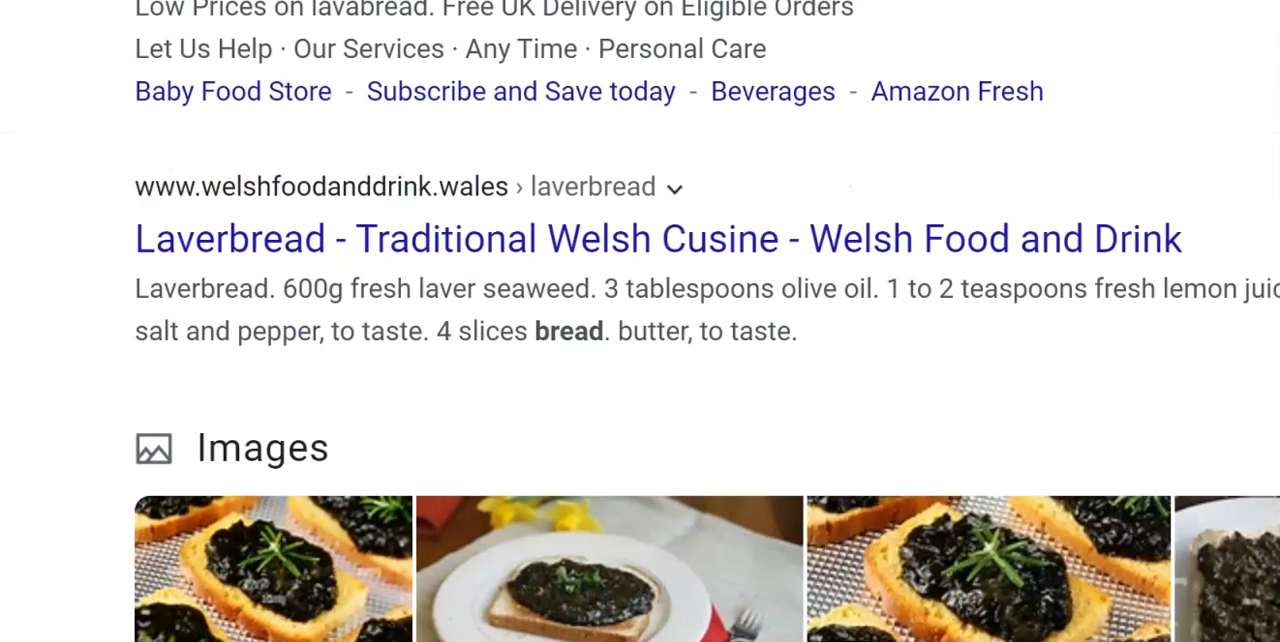 Low Prices on lavabread. Free UK Delivery on Eligible Orders
Let Us Help · Our Services · Any Time · Personal Care
Baby Food Store - Subscribe and Save today - Beverages - Amazon Fresh
www.welshfoodanddrink.wales › laverbread
Laverbread - Traditional Welsh Cusine - Welsh Food and Drink
Laverbread. 600g fresh laver seaweed. 3 tablespoons olive oil. 1 to 2 teaspoons fresh lemon juic
salt and pepper, to taste. 4 slices bread. butter, to taste.
Images